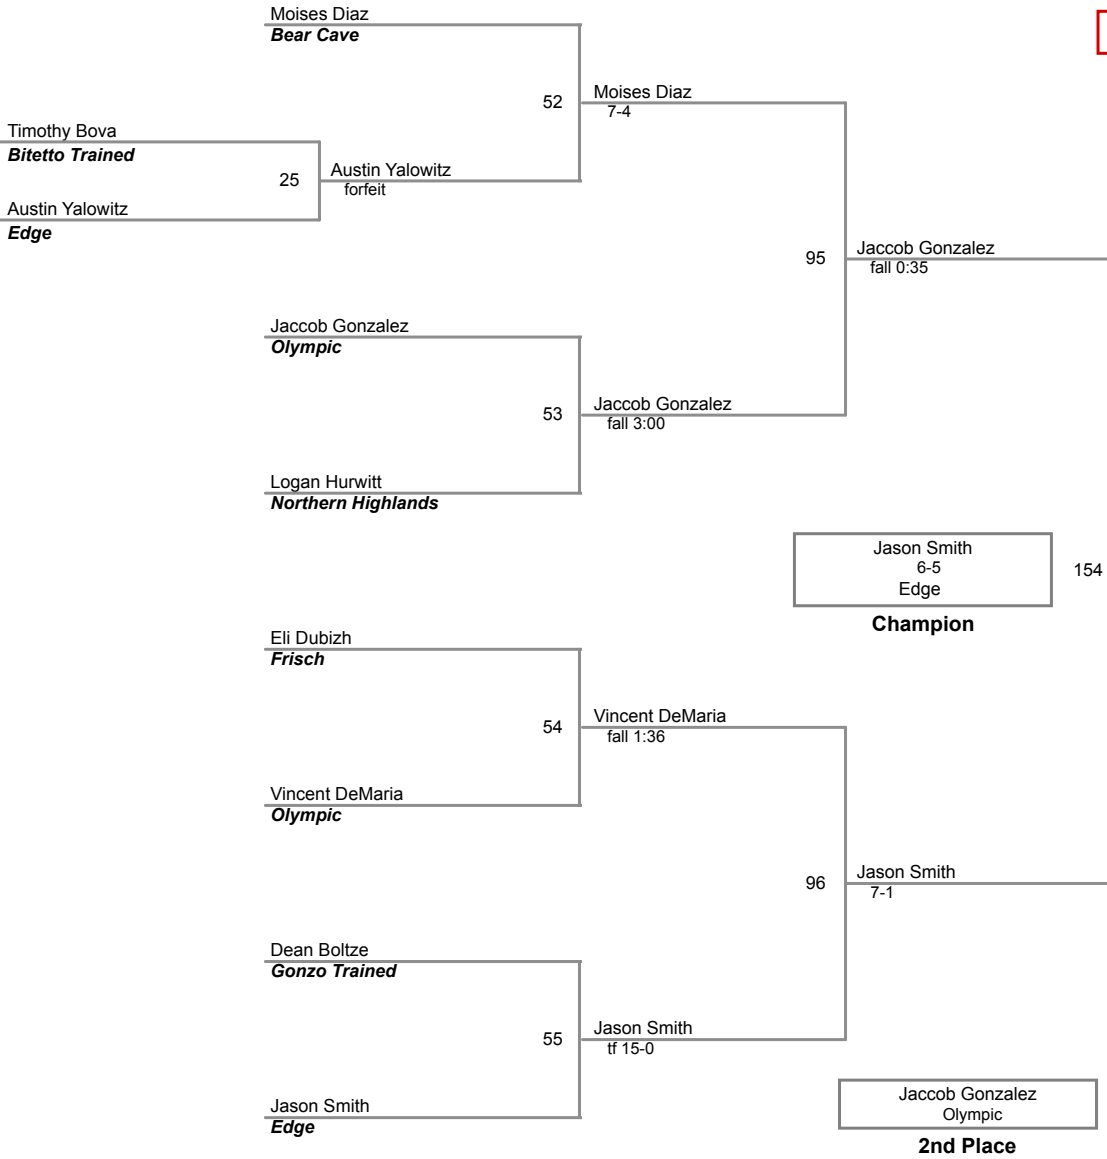 Moises Diaz
Bear Cave
52
Moises Diaz
7-4
Timothy Bova
Bitetto Trained
25
Austin Yalowitz
forfeit
Austin Yalowitz
Edge
95
Jaccob Gonzalez
fall 0:35
Jaccob Gonzalez
Olympic
53
Jaccob Gonzalez
fall 3:00
Logan Hurwitt
Northern Highlands
Jason Smith
6-5
Edge
154
Champion
Eli Dubizh
Frisch
54
Vincent DeMaria
fall 1:36
Vincent DeMaria
Olympic
96
Jason Smith
7-1
Dean Boltze
Gonzo Trained
55
Jason Smith
tf 15-0
Jason Smith
Edge
Jaccob Gonzalez
Olympic
2nd Place